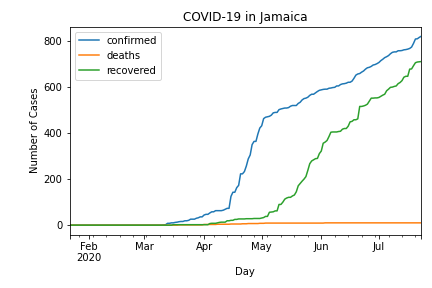 COVID-19 in Jamaica
confirmed
deaths
recovered
Number of Cases
800
600
400
200
0
Feb
2020
Mar
Apr
May
Jun
Jul
Day